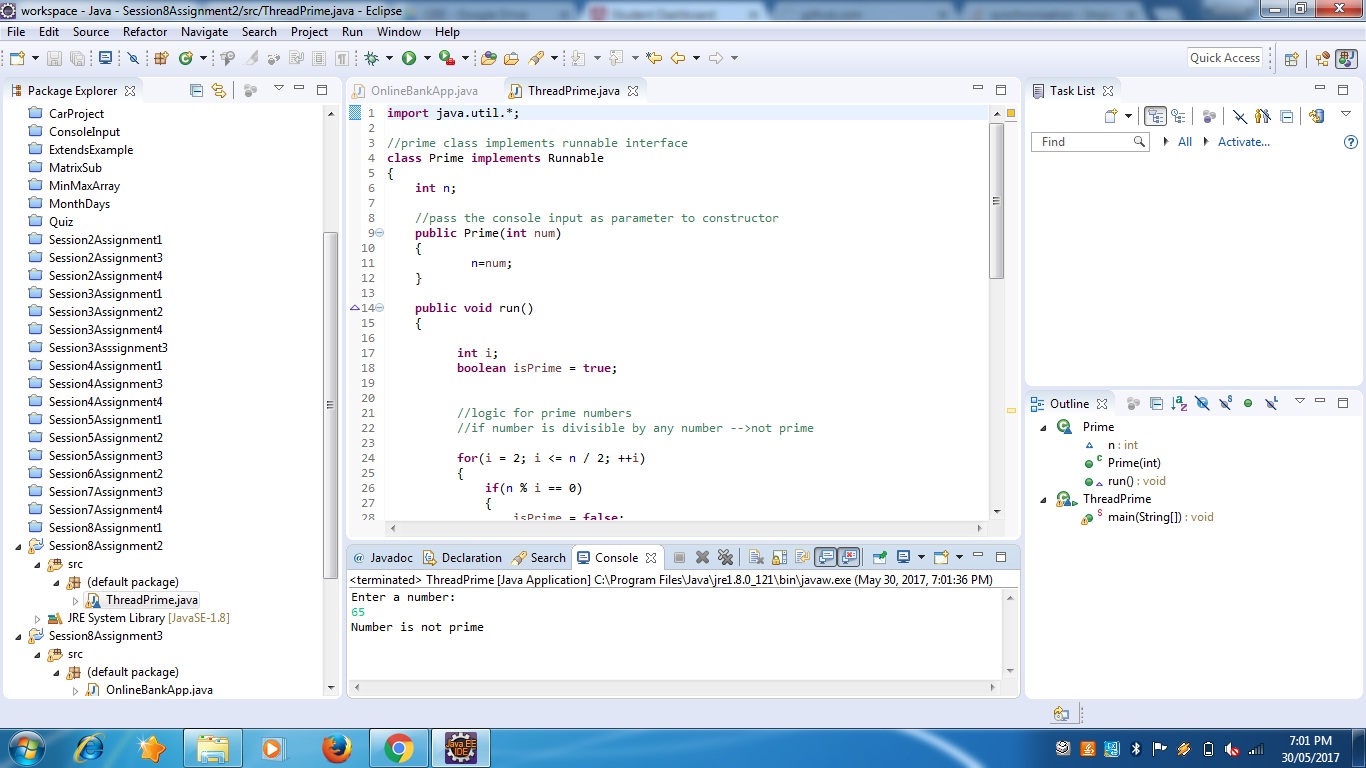 workspace - Java - Session8Assignment2/src/ThreadPrime.java - Eclipse
File Edit Source Refactor Navigate Search Project Run Window Help
Quick Access
Package Explorer
CarProject
ConsoleInput
ExtendsExample
MatrixSub
MinMaxArray
MonthDays
Quiz
Session2Assignment1
Session2Assignment3
Session2Assignment4
Session3Assignment1
Session3Assignment2
Session3Assignment4
Session3Asssignment3
Session4Assignment1
Session4Assignment3
Session4Assignment4
Session5Assignment1
Session5Assignment2
Session5Assignment3
Session6Assignment2
Session7Assignment3
Session7Assignment4
Session8Assignment1
Session8Assignment2
src
(default package)
ThreadPrime.java
JRE System Library [JavaSE-1.8]
Session8Assignment3
src
(default package)
OnlineBankApp.java
OnlineBankApp.java ThreadPrime.java
1 import java.util.*;
2
3 //prime class implements runnable interface
4 class Prime implements Runnable
5 {
6 int n;
7
8 //pass the console input as parameter to constructor
9 public Prime(int num)
10 {
11 n=num;
12 }
13
14 public void run()
15 {
16
17 int i;
18 boolean isPrime = true;
19
20
21 //logic for prime numbers
22 //if number is divisible by any number -->not prime
23
24 for(i = 2; i <= n / 2; ++i)
25 {
26 if(n % i == 0)
27 {
28 isPrime = false;
@ Javadoc Declaration Search Console
<terminated> ThreadPrime [Java Application] C:\Program Files\Java\jre1.8.0_121\bin\javaw.exe (May 30, 2017, 7:01:36 PM)
Enter a number:
65
Number is not prime
Task List
Find All Activate...
Outline
Prime
n : int
Prime(int)
run() : void
ThreadPrime
main(String[]) : void
Java EE
IDE
7:01 PM
30/05/2017